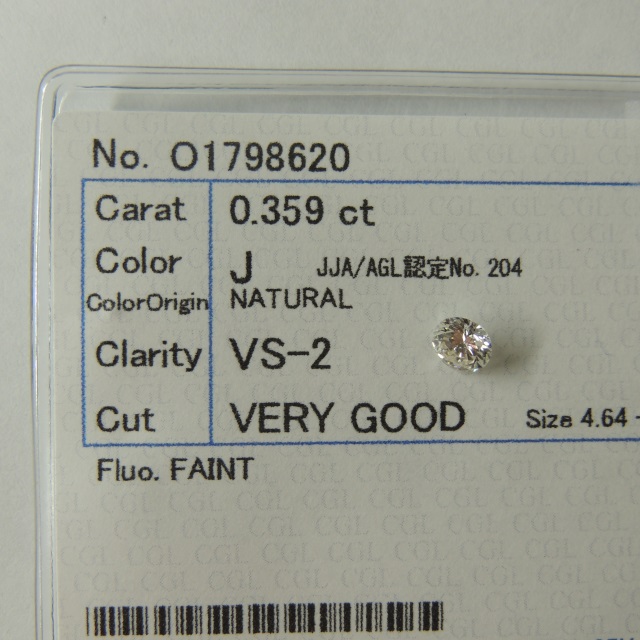 No. O1798620
Carat 0.359 ct
Color J JJA/AGL認定No. 204
ColorOrigin NATURAL
Clarity VS-2
Cut VERY GOOD Size 4.64 -
Fluo. FAINT